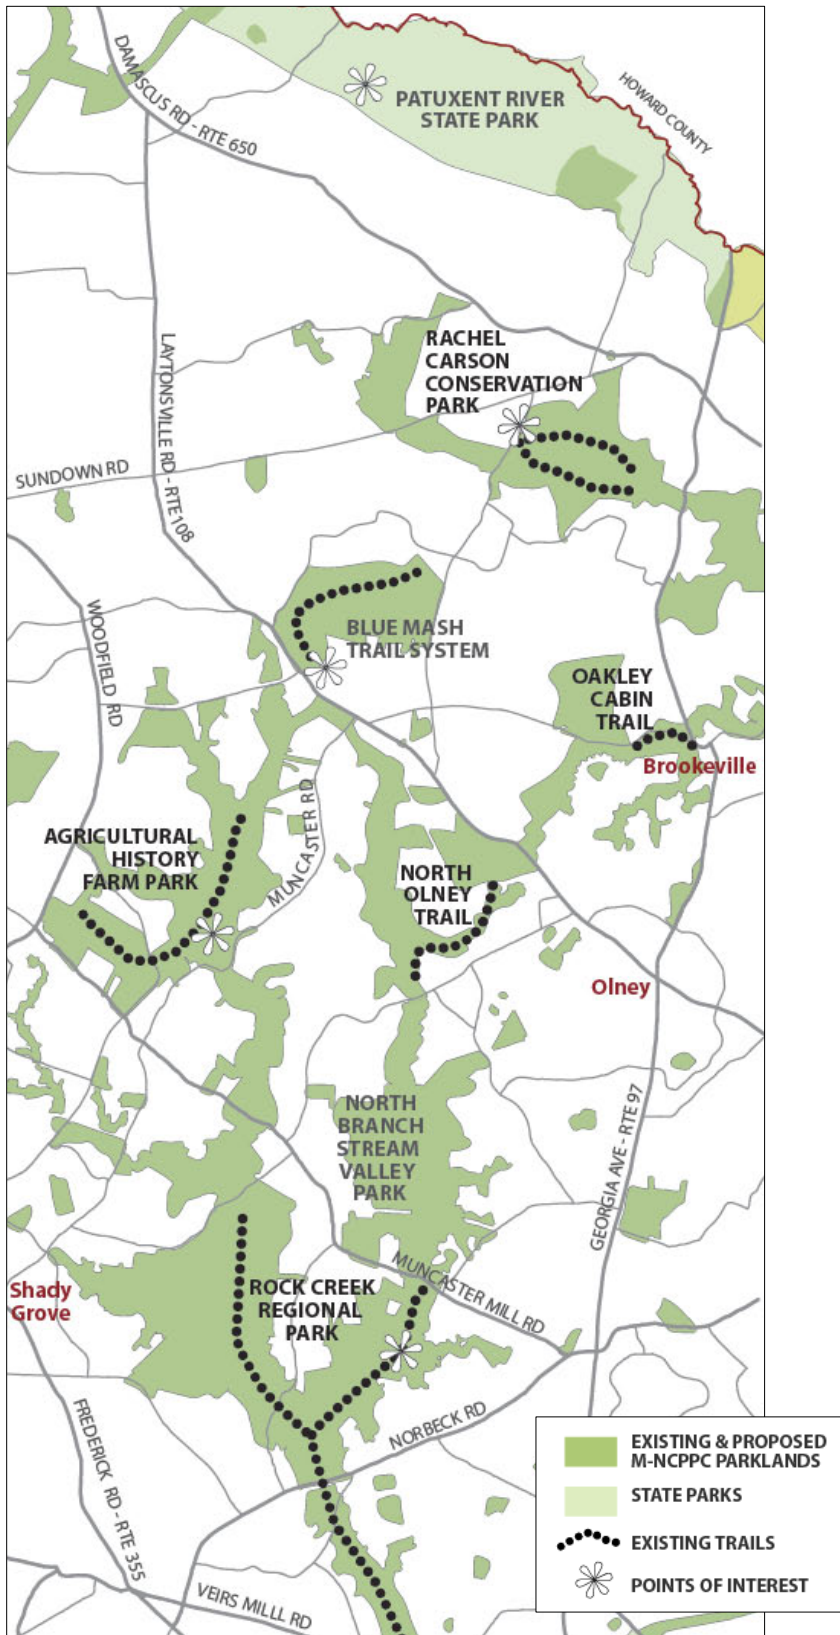 DAMASCUS RD - RTE 650
HOWARD COUNTY
PATUXENT RIVER
STATE PARK
RACHEL
CARSON
CONSERVATION
PARK
LAYTONSVILLE RD - RTE108
SUNDOWN RD
WOODFIELD RD
BLUE MASH
TRAIL SYSTEM
OAKLEY
CABIN
TRAIL
Brookeville
MUNCASTER RD
AGRICULTURAL
HISTORY
FARM PARK
NORTH
OLNEY
TRAIL
Olney
NORTH
BRANCH
STREAM
VALLEY
PARK
GEORGIA AVE - RTE 97
MUNCASTER MILL RD
Shady
Grove
ROCK CREEK
REGIONAL
PARK
FREDERICK RD - RTE 355
NORBECK RD
VEIRS MILLL RD
EXISTING & PROPOSED
M-NCPPC PARKLANDS
STATE PARKS
EXISTING TRAILS
POINTS OF INTEREST